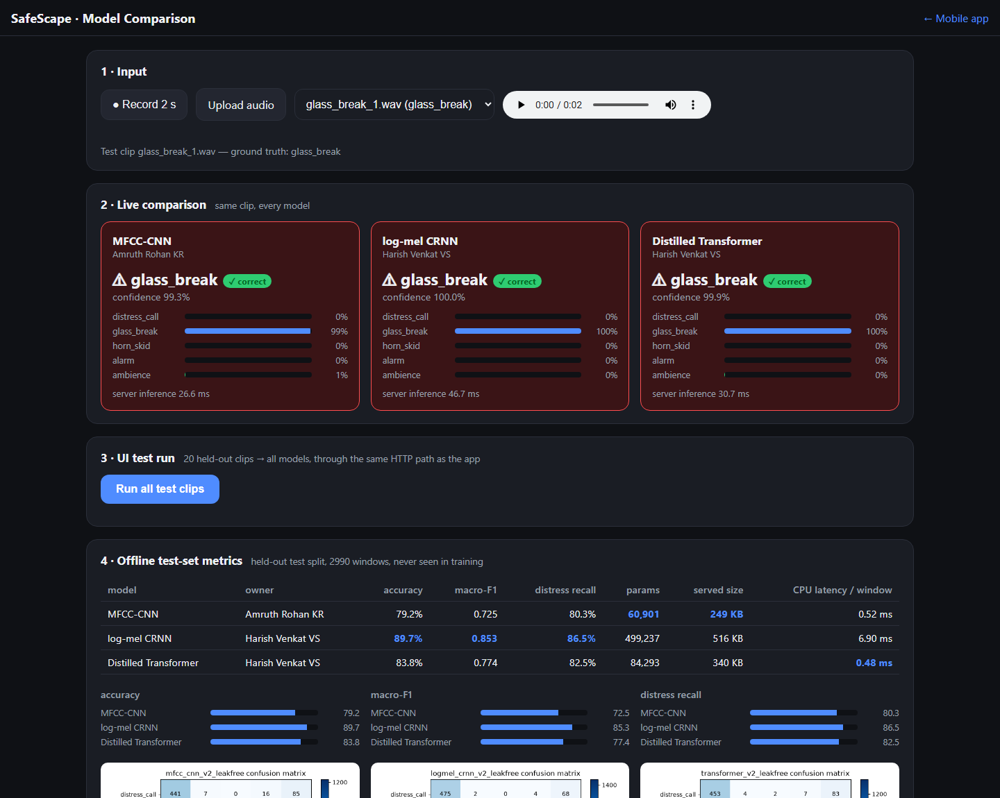 SafeScape · Model Comparison
← Mobile app
1 · Input
● Record 2 s
Upload audio
glass_break_1.wav (glass_break)
0:00 / 0:02
Test clip glass_break_1.wav — ground truth: glass_break
2 · Live comparison same clip, every model
MFCC-CNN
Amruth Rohan KR
⚠ glass_break ✓ correct
confidence 99.3%
distress_call 0%
glass_break 99%
horn_skid 0%
alarm 0%
ambience 1%
server inference 26.6 ms
log-mel CRNN
Harish Venkat VS
⚠ glass_break ✓ correct
confidence 100.0%
distress_call 0%
glass_break 100%
horn_skid 0%
alarm 0%
ambience 0%
server inference 46.7 ms
Distilled Transformer
Harish Venkat VS
⚠ glass_break ✓ correct
confidence 99.9%
distress_call 0%
glass_break 100%
horn_skid 0%
alarm 0%
ambience 0%
server inference 30.7 ms
3 · UI test run 20 held-out clips → all models, through the same HTTP path as the app
Run all test clips
4 · Offline test-set metrics held-out test split, 2990 windows, never seen in training
model owner accuracy macro-F1 distress recall params served size CPU latency / window
MFCC-CNN Amruth Rohan KR 79.2% 0.725 80.3% 60,901 249 KB 0.52 ms
log-mel CRNN Harish Venkat VS 89.7% 0.853 86.5% 499,237 516 KB 6.90 ms
Distilled Transformer Harish Venkat VS 83.8% 0.774 82.5% 84,293 340 KB 0.48 ms
accuracy
MFCC-CNN 79.2
log-mel CRNN 89.7
Distilled Transformer 83.8
macro-F1
MFCC-CNN 72.5
log-mel CRNN 85.3
Distilled Transformer 77.4
distress recall
MFCC-CNN 80.3
log-mel CRNN 86.5
Distilled Transformer 82.5
mfcc_cnn_v2_leakfree confusion matrix
1200
distress_call 441 7 0 16 85
logmel_crnn_v2_leakfree confusion matrix
1400
distress_call 475 2 0 4 68
transformer_v2_leakfree confusion matrix
distress_call 453 4 2 7 83
1200